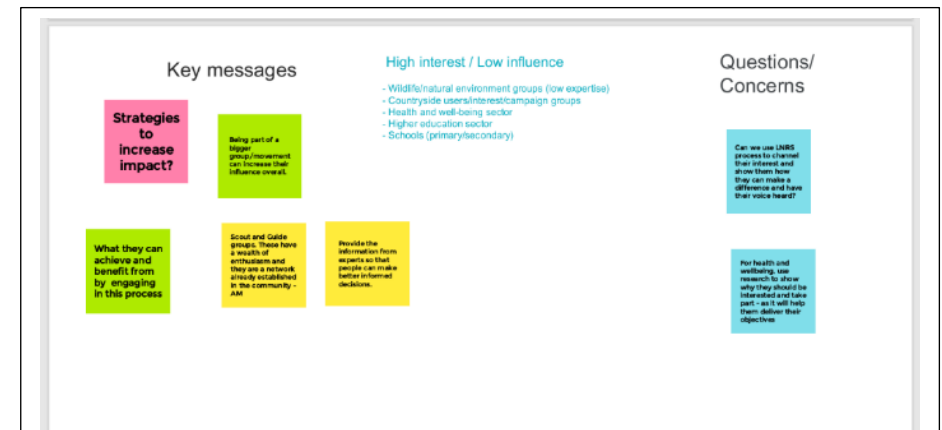 Key messages
Strategies
to
increase
impact?
Being part of a
bigger
group/movement
can increase their
influence overall.
What they can
achieve and
benefit from
by engaging
in this process
Scout and Guide
groups. These have
a wealth of
enthusiasm and
they are a network
already established
in the community -
AM
Provide the
information from
experts so that
people can make
better informed
decisions.
High interest / Low influence
- Wildlife/natural environment groups (low expertise)
- Countryside users/interest/campaign groups
- Health and well-being sector
- Higher education sector
- Schools (primary/secondary)
Questions/
Concerns
Can we use LNRS
process to channel
their interest and
show them how
they can make a
difference and have
their voice heard?
For health and
wellbeing, use
research to show
why they should be
interested and take
part - as it will help
them deliver their
objectives